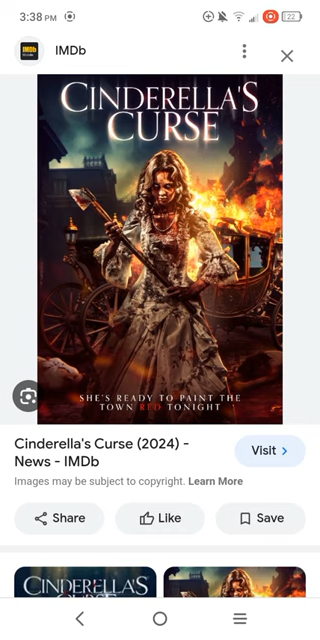 3:38 PM
22
IMDb
IMDb
CINDERELLA'S
CURSE
SHE'S READY TO PAINT THE
TOWN RED TONIGHT
Cinderella's Curse (2024) -
News - IMDb
Visit
Images may be subject to copyright. Learn More
Share
Like
Save
CINDERELLA'S